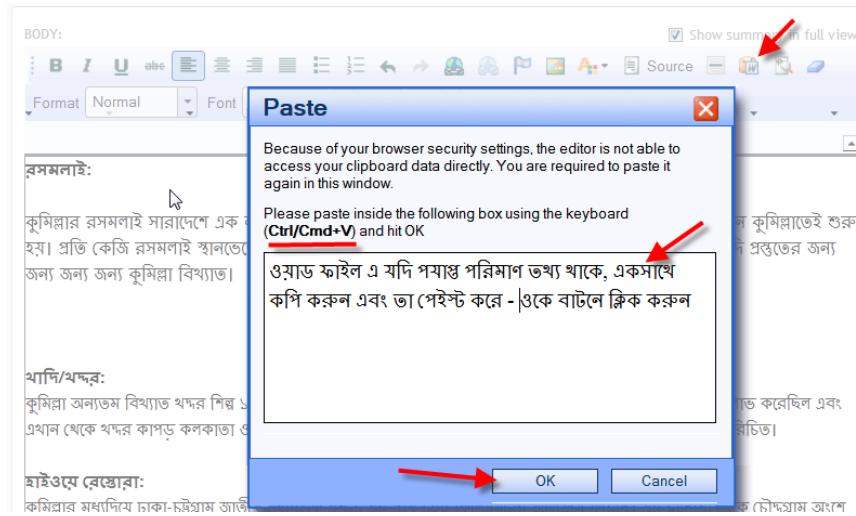 BODY:
Show summary in full view
B I U abc Source
Format Normal Font
Paste
Because of your browser security settings, the editor is not able to
access your clipboard data directly. You are required to paste it
again in this window.
Please paste inside the following box using the keyboard
(Ctrl/Cmd+V) and hit OK
ওয়াড ফাইল এ যদি পযাপ্ত পরিমাণ তথ্য থাকে, একসাথে
কপি করুন এবং তা পেইস্ট করে - ওকে বাটনে ক্লিক করুন
OK Cancel
রসমলাই:
কুমিল্লার রসমলাই সারাদেশে এক কুমিল্লাতেই শুরু
হয়। প্রতি কেজি রসমলাই প্রস্তুতের জন্য
জন্য জন্য জন্য কুমিল্লা বিখ্যাত।
খাদি/খদ্দর:
কুমিল্লা অন্যতম বিখ্যাত খদ্দর শিল্প করেছিল এবং
এখান থেকে খদ্দর কাপড় কলকাতা
হাইওয়ে রেস্তোরা:
কুমিল্লার মধ্যদিয়ে ঢাকা-চট্টগ্রাম চৌদ্দগ্রাম অংশে